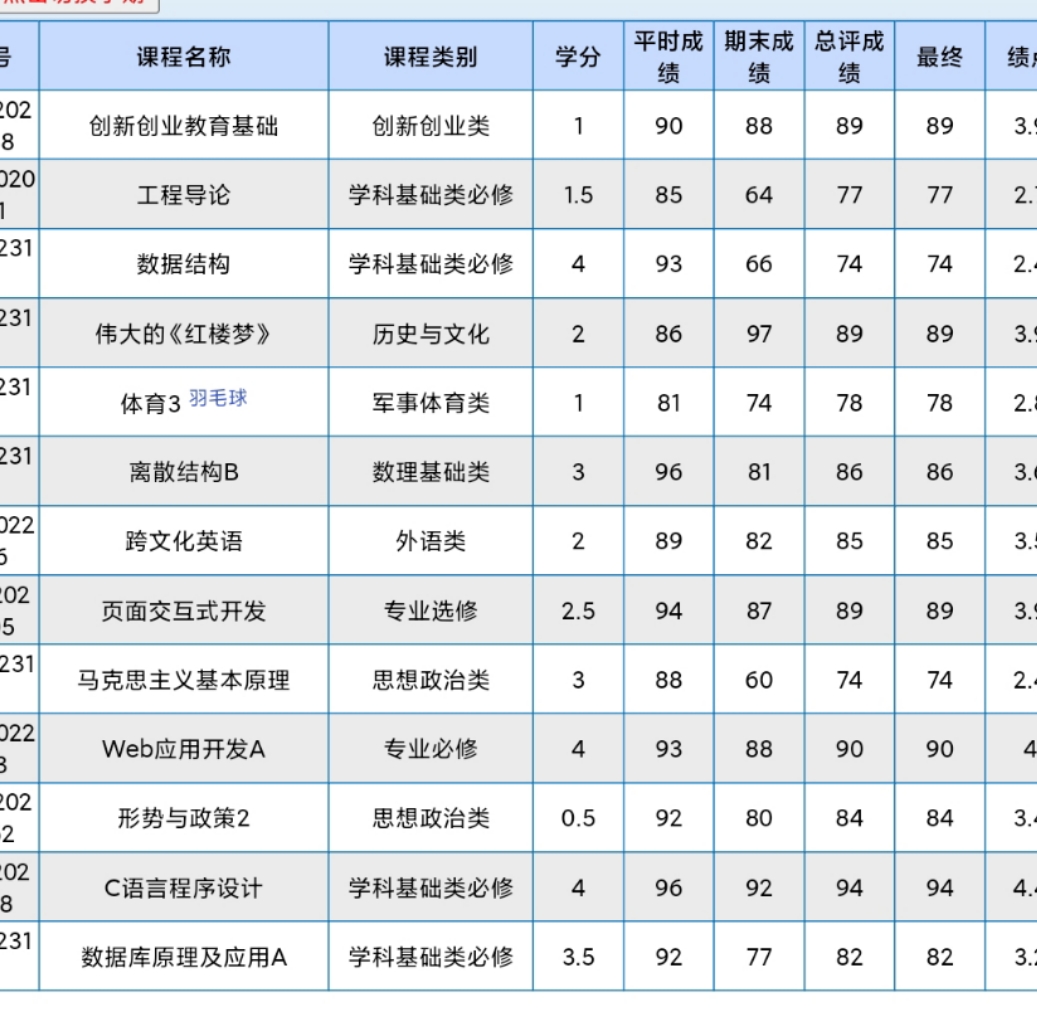 号 课程名称 课程类别 学分 平时成绩 期末成绩 总评成绩 最终 绩
202 8 创新创业教育基础 创新创业类 1 90 88 89 89 3.
020 1 工程导论 学科基础类必修 1.5 85 64 77 77 2.
231 数据结构 学科基础类必修 4 93 66 74 74 2.
231 伟大的《红楼梦》 历史与文化 2 86 97 89 89 3.
231 体育3 羽毛球 军事体育类 1 81 74 78 78 2.
231 离散结构B 数理基础类 3 96 81 86 86 3.
022 6 跨文化英语 外语类 2 89 82 85 85 3.
202 5 页面交互式开发 专业选修 2.5 94 87 89 89 3.
231 马克思主义基本原理 思想政治类 3 88 60 74 74 2.
022 8 Web应用开发A 专业必修 4 93 88 90 90 4
202 2 形势与政策2 思想政治类 0.5 92 80 84 84 3.
202 8 C语言程序设计 学科基础类必修 4 96 92 94 94 4.
231 数据库原理及应用A 学科基础类必修 3.5 92 77 82 82 3.